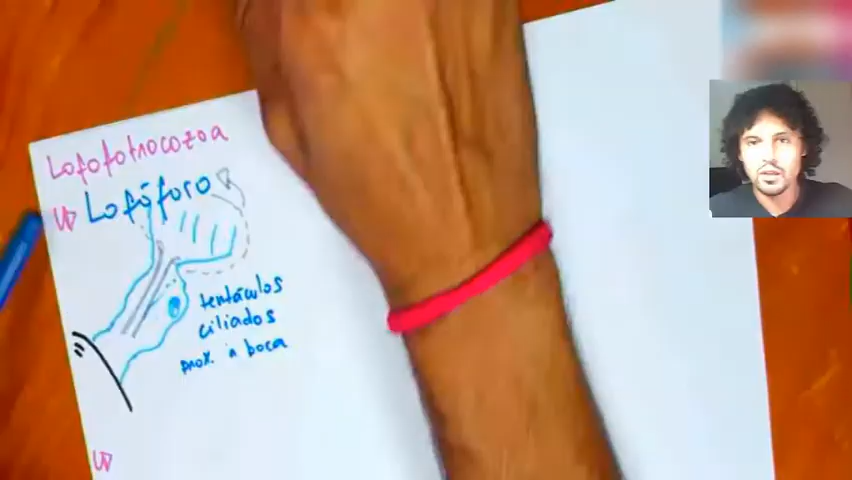 Lofotrocozoa
Lofóforo
tentáculos
ciliados
prox. à boca